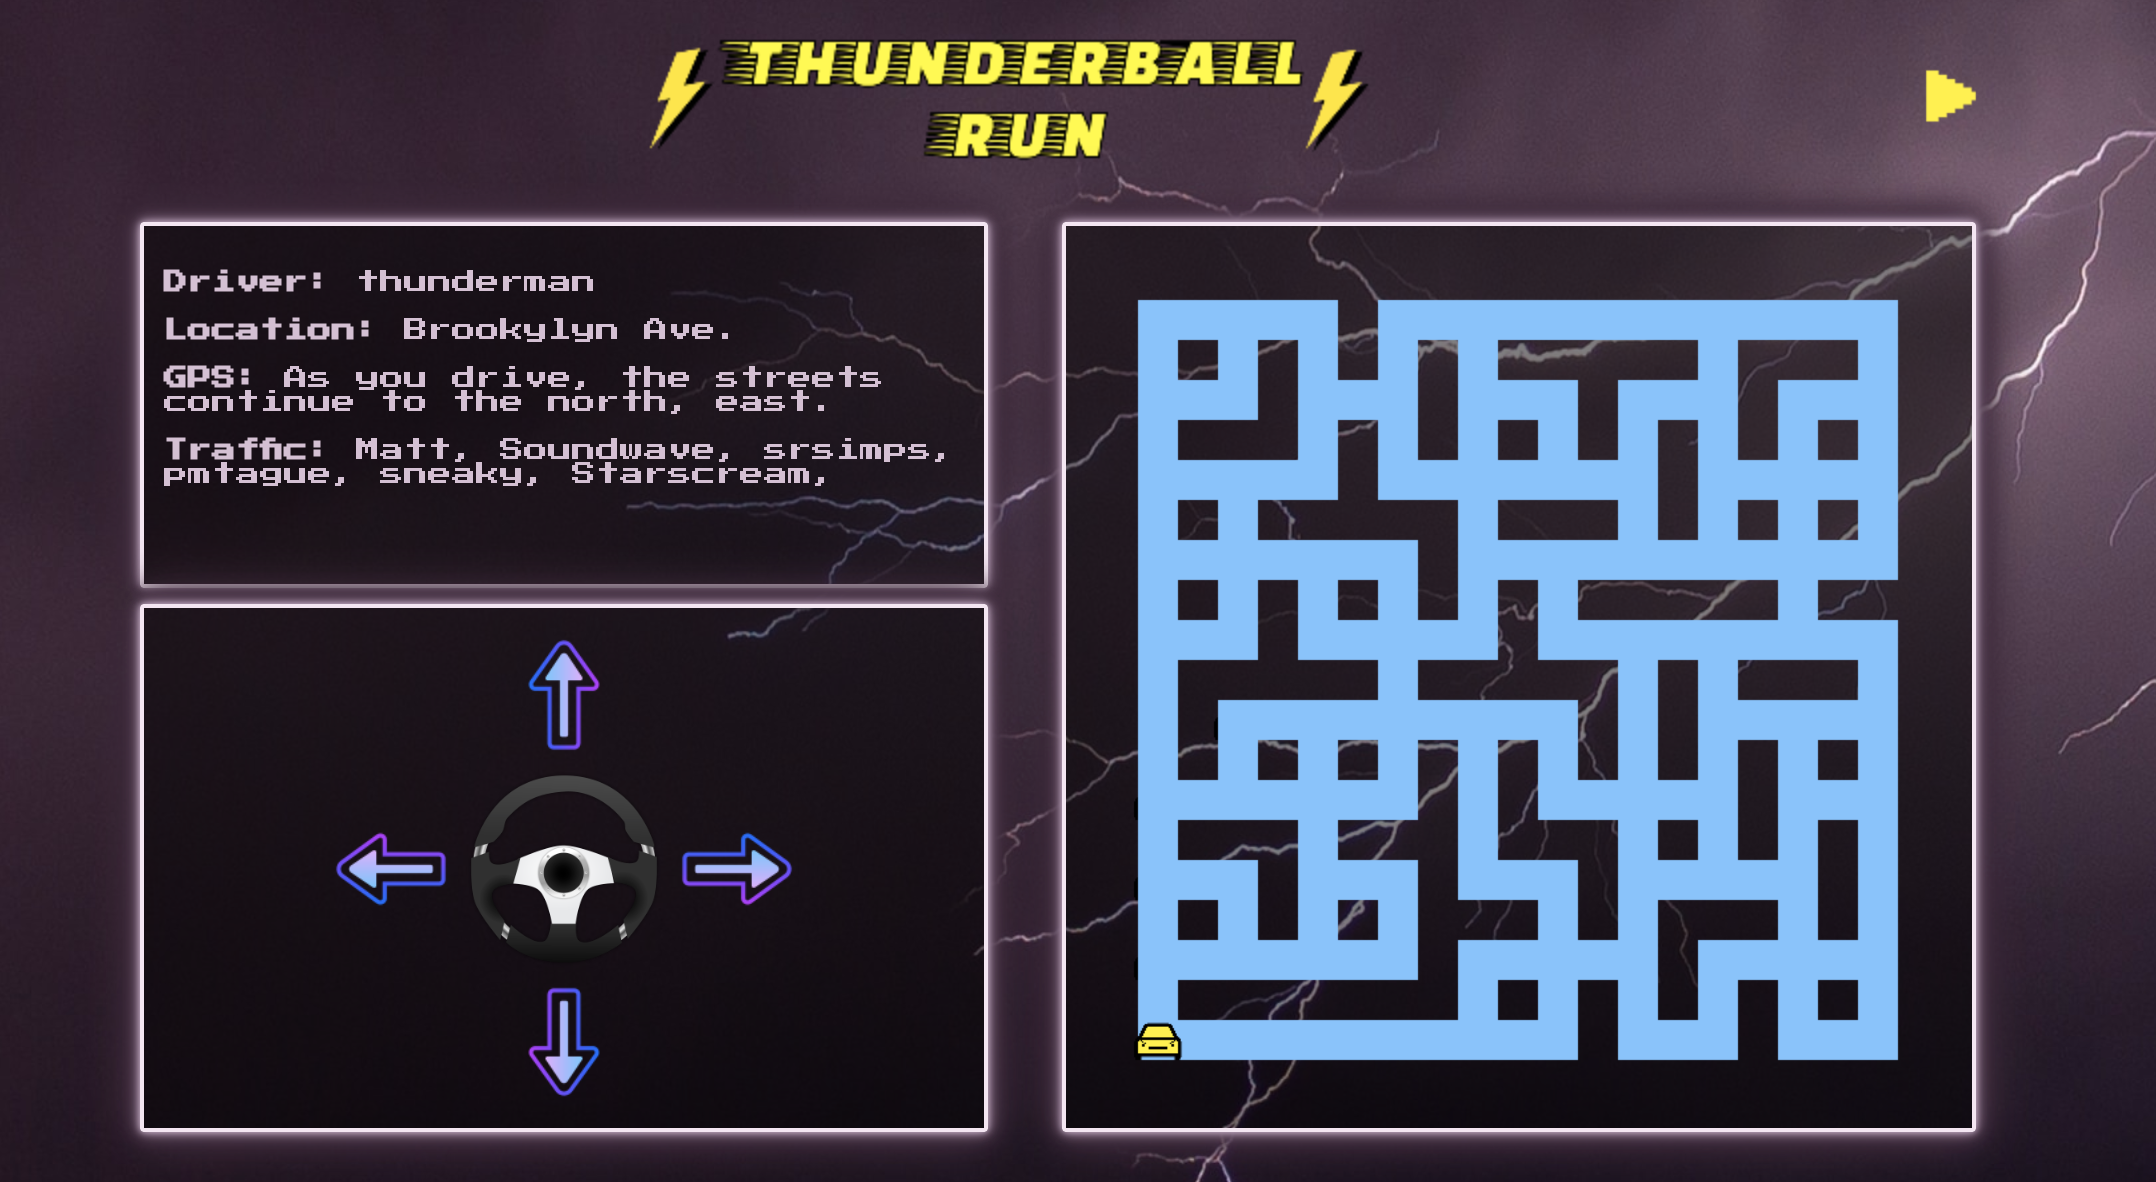 THUNDERBALL
RUN
Driver: thunderman
Location: Brookylyn Ave.
GPS: As you drive, the streets
continue to the north, east.
Traffic: Matt, Soundwave, srsimps,
pmtague, sneaky, Starscream,